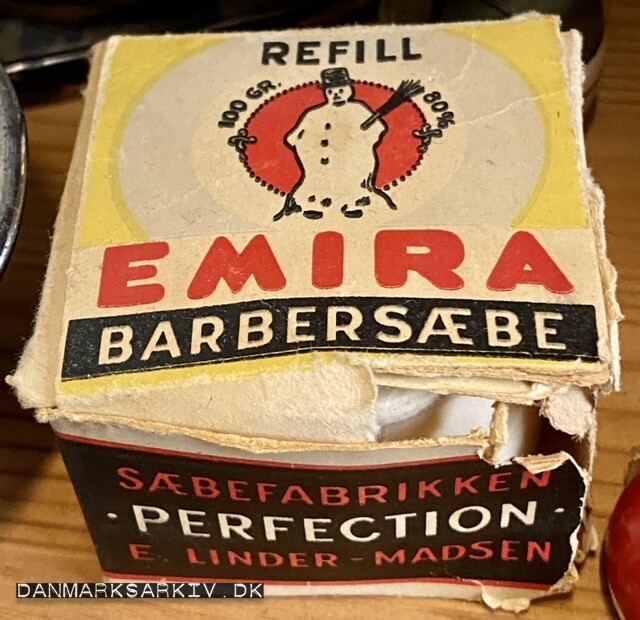 REFILL
100 GR. 80%
EMIRA
BARBERSÆBE
SÆBEFABRIKKEN
· PERFECTION ·
E. LINDER-MADSEN
DANMARKSARKIV.DK